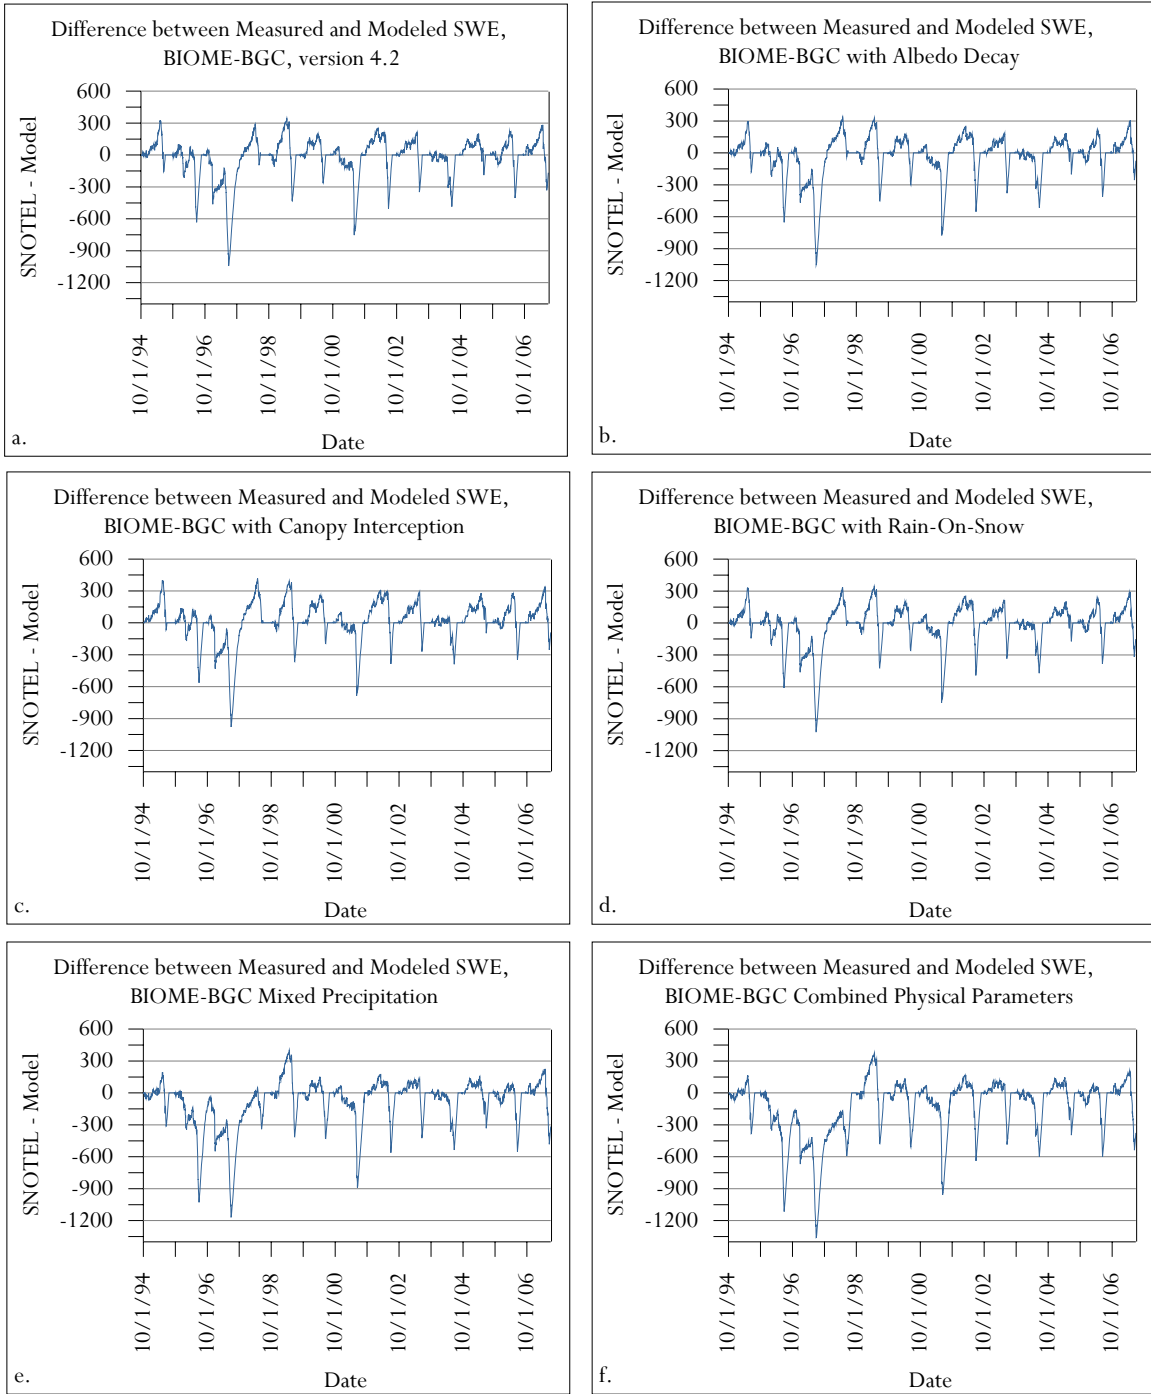 Difference between Measured and Modeled SWE,
BIOME-BGC, version 4.2
SNOTEL - Model
600
300
0
-300
-600
-900
-1200
10/1/94
10/1/96
10/1/98
10/1/00
10/1/02
10/1/04
10/1/06
Date
a.
Difference between Measured and Modeled SWE,
BIOME-BGC with Albedo Decay
SNOTEL - Model
600
300
0
-300
-600
-900
-1200
10/1/94
10/1/96
10/1/98
10/1/00
10/1/02
10/1/04
10/1/06
Date
b.
Difference between Measured and Modeled SWE,
BIOME-BGC with Canopy Interception
SNOTEL - Model
600
300
0
-300
-600
-900
-1200
10/1/94
10/1/96
10/1/98
10/1/00
10/1/02
10/1/04
10/1/06
Date
c.
Difference between Measured and Modeled SWE,
BIOME-BGC with Rain-On-Snow
SNOTEL - Model
600
300
0
-300
-600
-900
-1200
10/1/94
10/1/96
10/1/98
10/1/00
10/1/02
10/1/04
10/1/06
Date
d.
Difference between Measured and Modeled SWE,
BIOME-BGC Mixed Precipitation
SNOTEL - Model
600
300
0
-300
-600
-900
-1200
10/1/94
10/1/96
10/1/98
10/1/00
10/1/02
10/1/04
10/1/06
Date
e.
Difference between Measured and Modeled SWE,
BIOME-BGC Combined Physical Parameters
SNOTEL - Model
600
300
0
-300
-600
-900
-1200
10/1/94
10/1/96
10/1/98
10/1/00
10/1/02
10/1/04
10/1/06
Date
f.